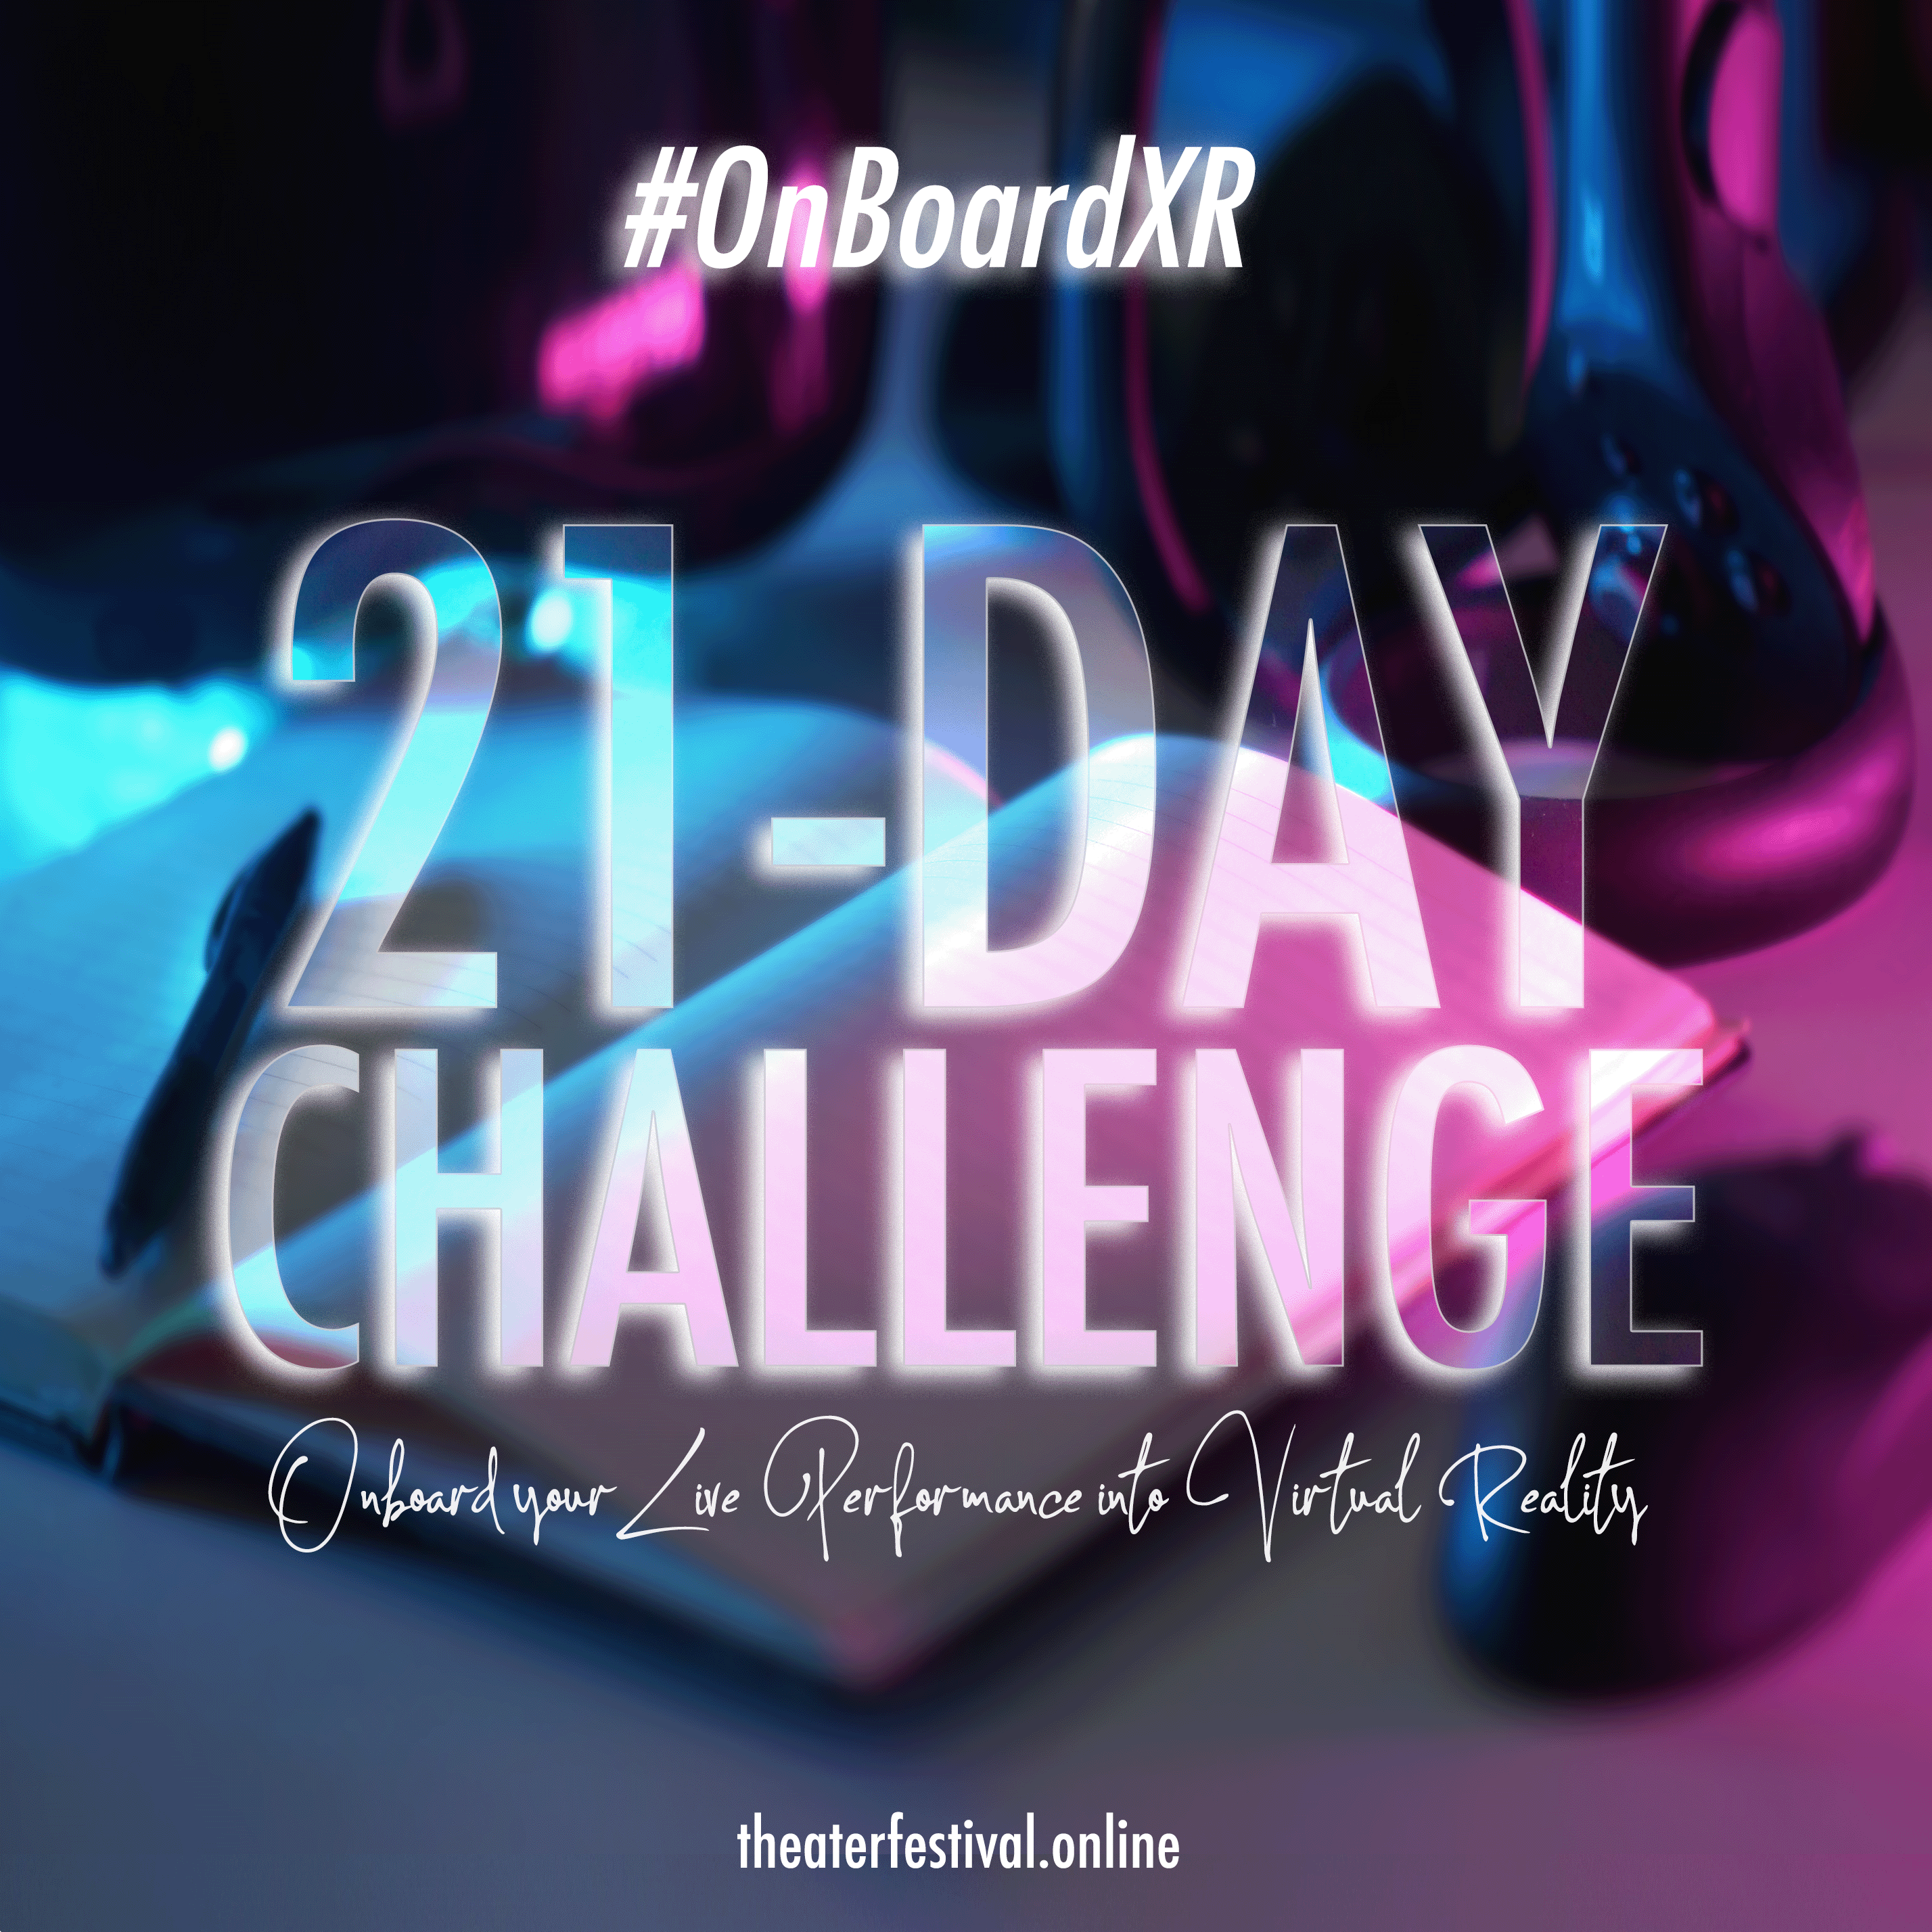 #OnBoardXR
21-DAY
CHALLENGE
Onboard your Live Performance into Virtual Reality
theaterfestival.online